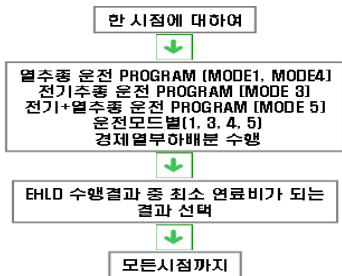 한 시점에 대하여
열추종 운전 PROGRAM (MODE1, MODE4)
전기추종 운전 PROGRAM (MODE 3)
전기+열추종 운전 PROGRAM (MODE 5)
운전모드별(1, 3, 4, 5)
경제열부하배분 수행
EHLD 수행결과 중 최소 연료비가 되는
결과 선택
모든시점까지